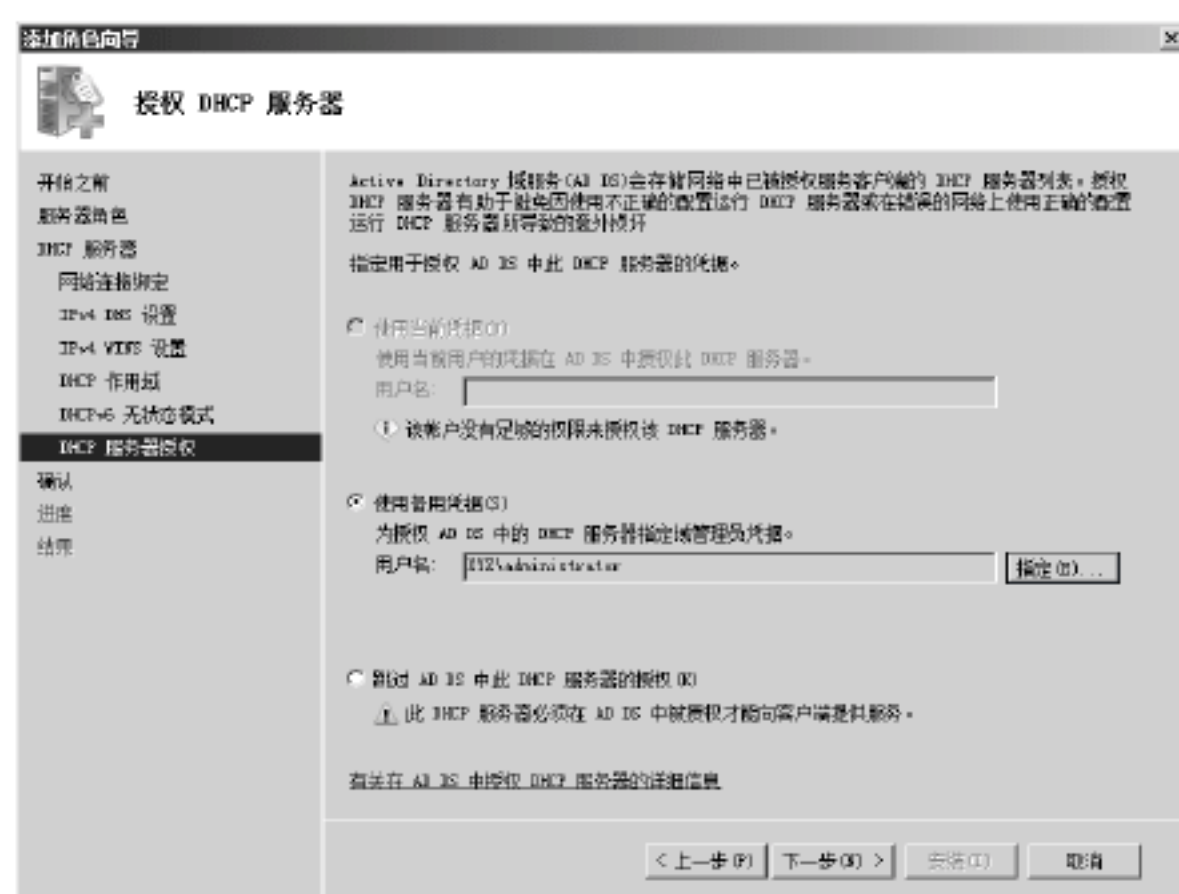 添加角色向导
授权 DHCP 服务器
开始之前
服务器角色
DHCP 服务器
网络连接绑定
IPv4 DNS 设置
IPv4 WINS 设置
DHCP 作用域
DHCPv6 无状态模式
DHCP 服务器授权
确认
进度
结果
Active Directory 域服务(AD DS)会存储网络中已被授权服务客户端的 DHCP 服务器列表。授权
DHCP 服务器有助于避免因使用不正确的配置运行 DHCP 服务器或在错误的网络上使用正确的配置
运行 DHCP 服务器所导致的意外损坏
指定用于授权 AD DS 中此 DHCP 服务器的凭据。
使用当前凭据(Y)
使用当前用户的凭据在 AD DS 中授权此 DHCP 服务器。
用户名:
该帐户没有足够的权限来授权该 DHCP 服务器。
使用备用凭据(S)
为授权 AD DS 中的 DHCP 服务器指定域管理员凭据。
用户名: XYZ\administrator 指定(E)...
跳过 AD DS 中此 DHCP 服务器的授权(K)
此 DHCP 服务器必须在 AD DS 中被授权才能向客户端提供服务。
有关在 AD DS 中授权 DHCP 服务器的详细信息
< 上一步(P) 下一步(N) > 安装(I) 取消